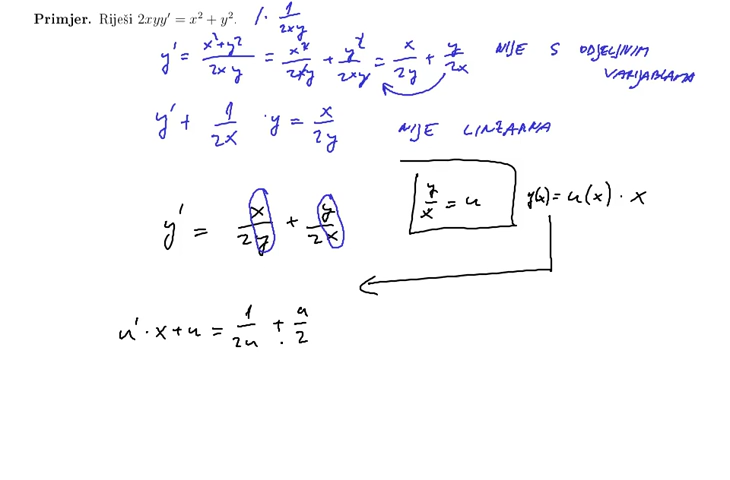 Primjer. Riješi 2xyy' = x² + y². /· 1/(2xy)
y' = (x²+y²)/(2xy) = x²/(2xy) + y²/(2xy) = x/(2y) + y/(2x) NIJE S ODJELJIVIM
VARIJABLAMA
y' + 1/(2x) · y = x/(2y) NIJE LINEARNA
y/x = u y(x) = u(x) · x
y' = x/(2y) + y/(2x)
u' · x + u = 1/(2u) + u/2